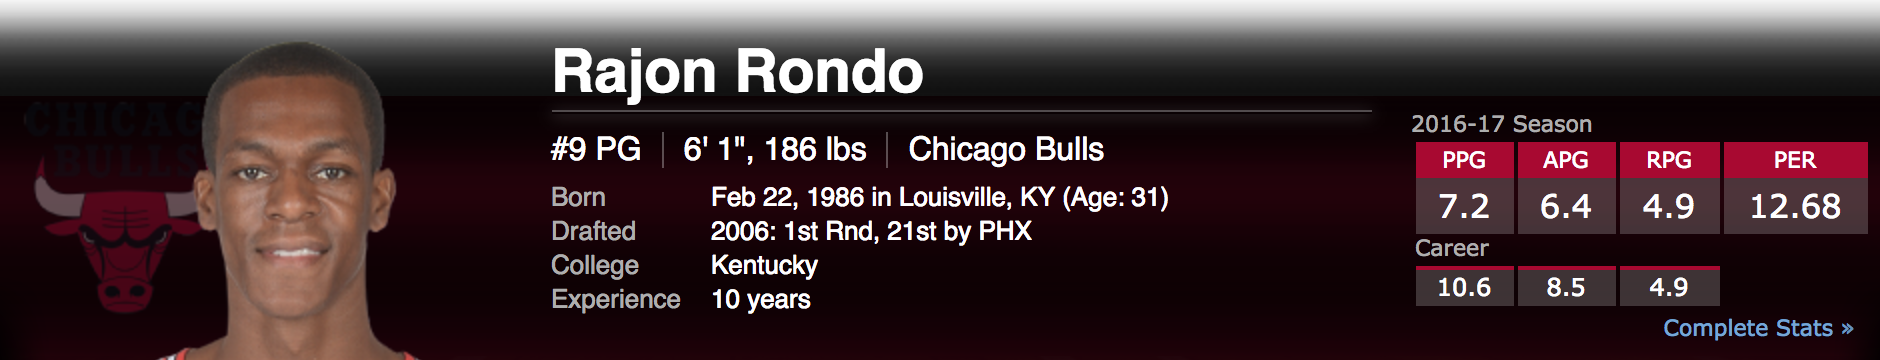 CHICAGO
BULLS
Rajon Rondo
#9 PG
6' 1", 186 lbs
Chicago Bulls
Born Feb 22, 1986 in Louisville, KY (Age: 31)
Drafted 2006: 1st Rnd, 21st by PHX
College Kentucky
Experience 10 years
2016-17 Season
PPG APG RPG PER
7.2 6.4 4.9 12.68
Career
10.6 8.5 4.9
Complete Stats »